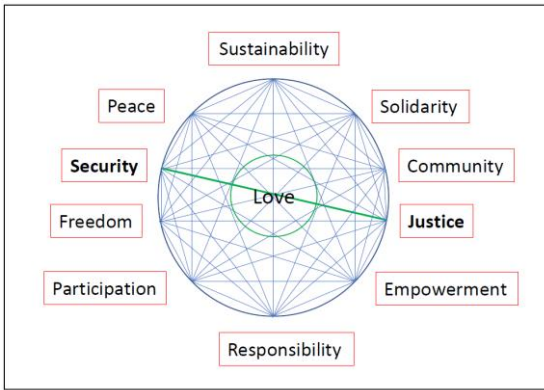 Sustainability
Peace
Solidarity
Security
Community
Love
Freedom
Justice
Participation
Empowerment
Responsibility